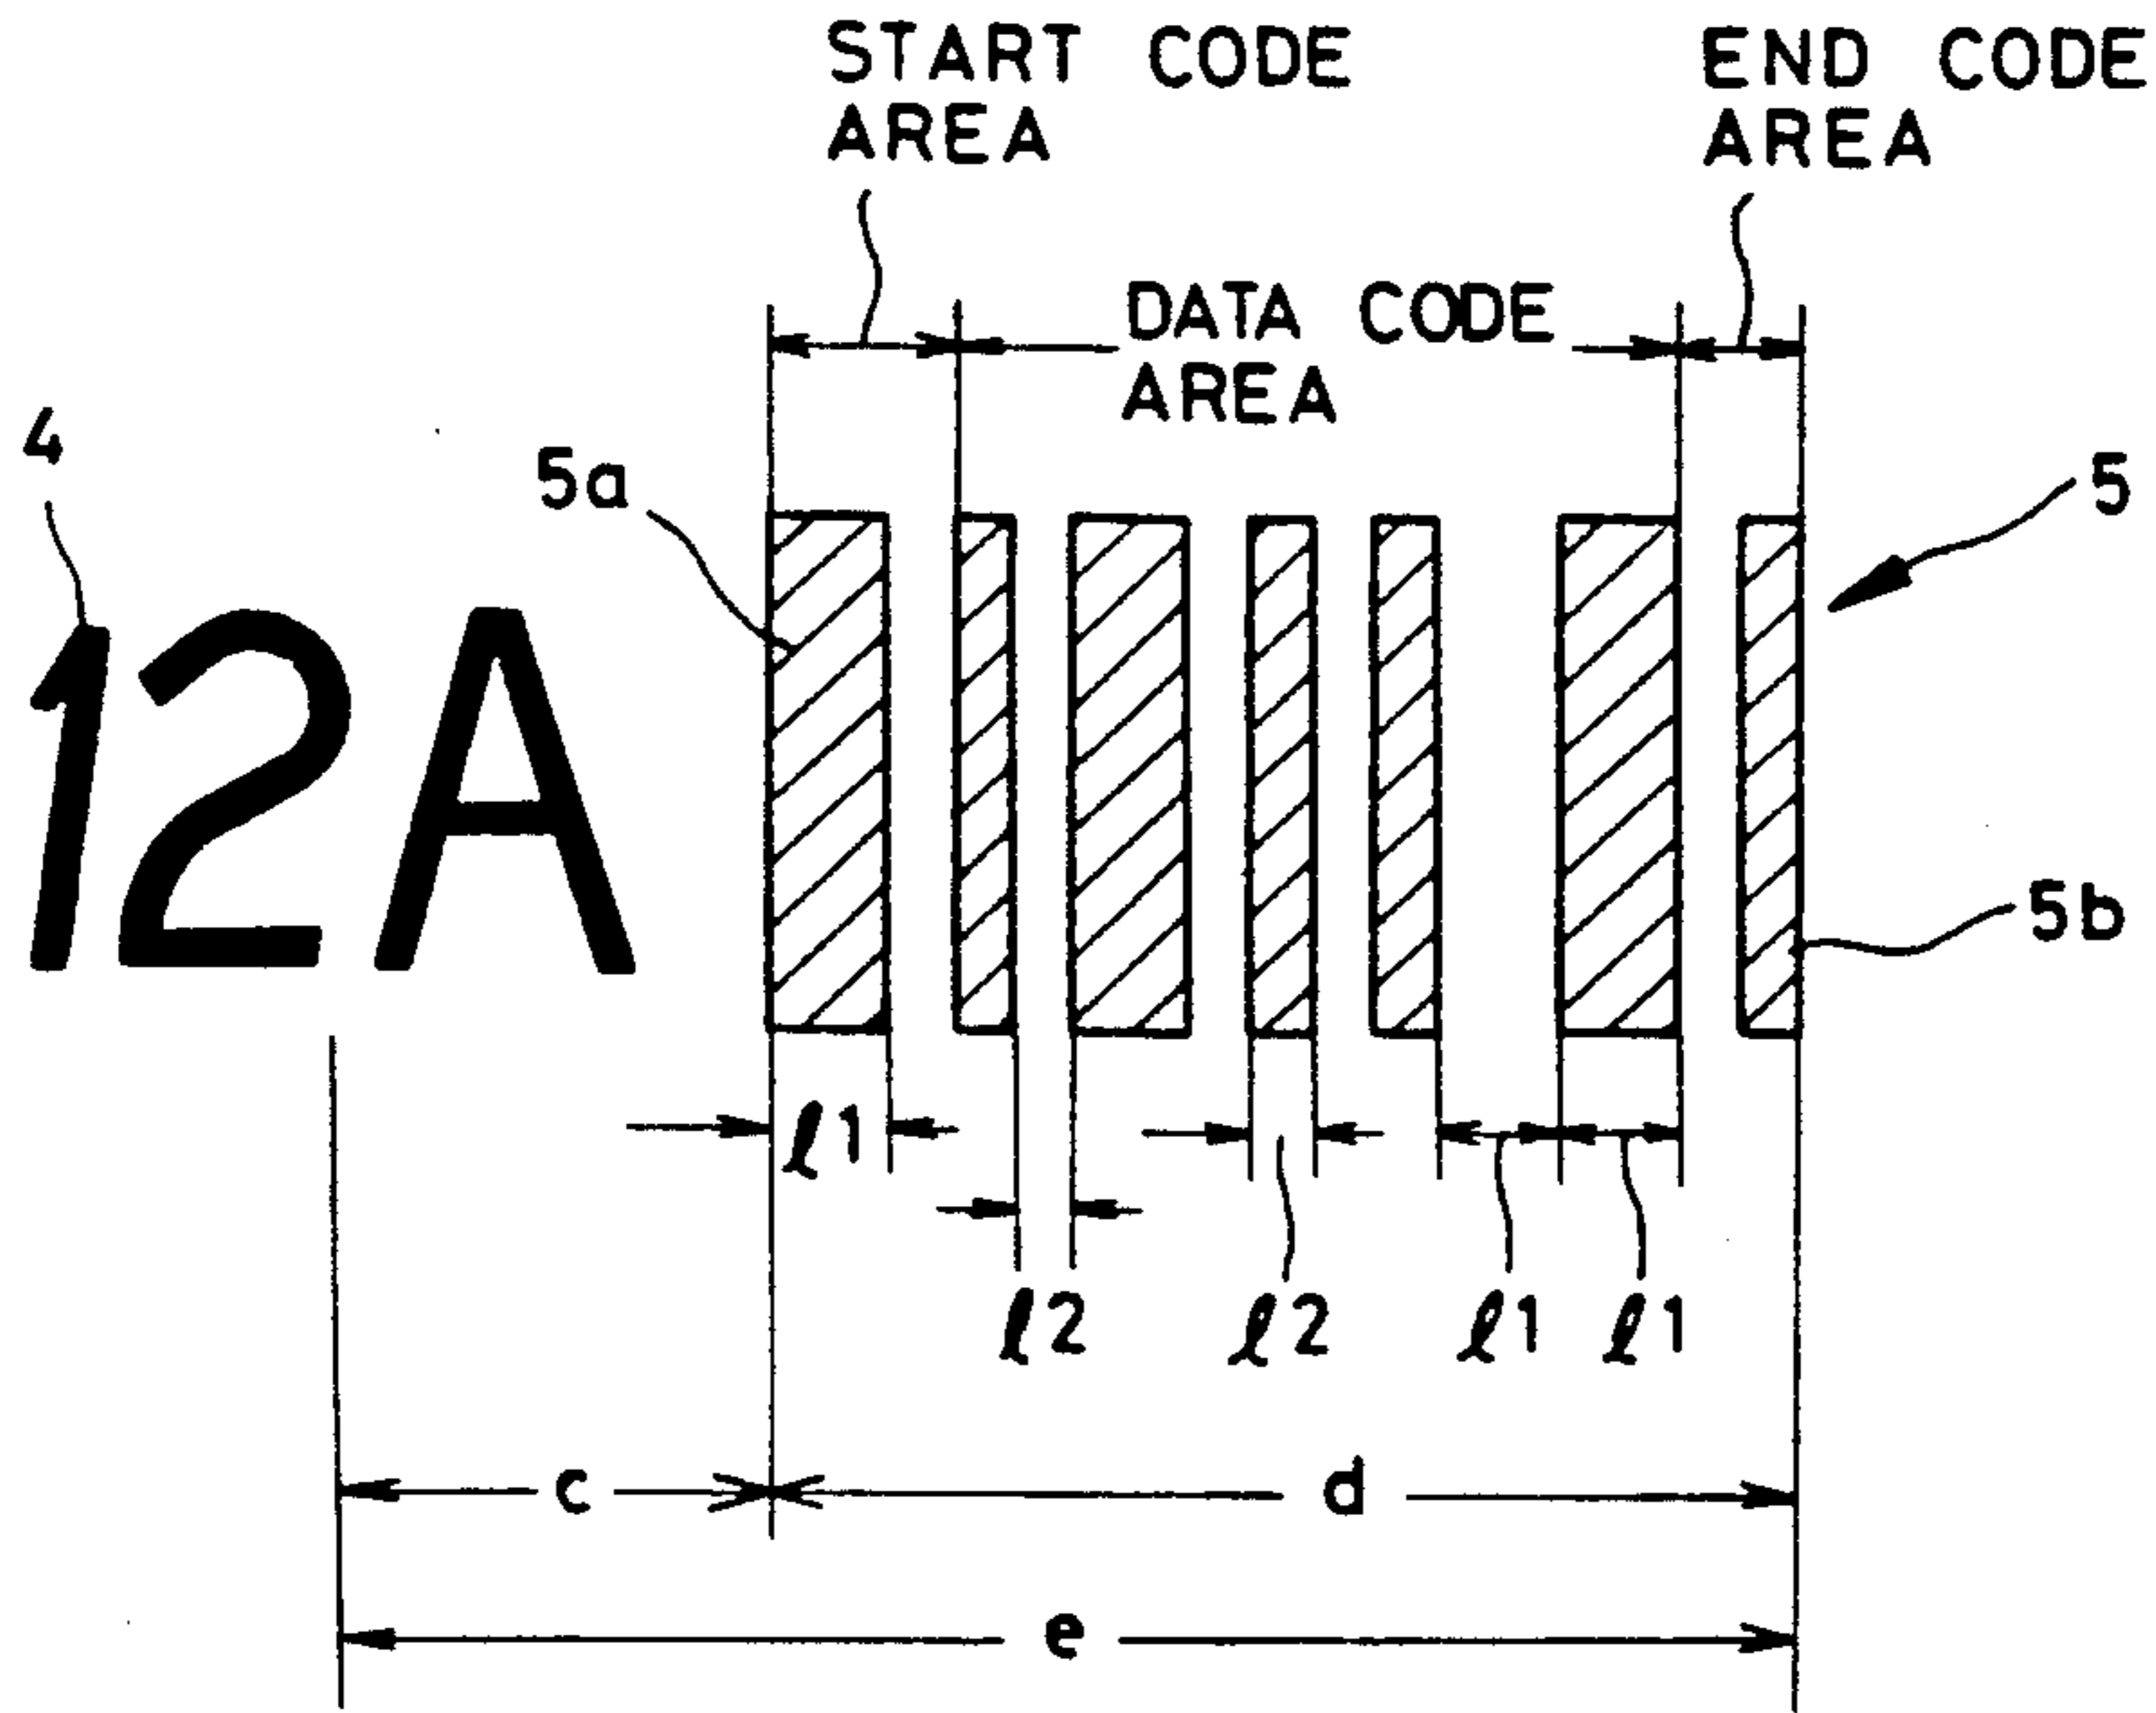 START CODE
AREA
END CODE
AREA
DATA CODE
AREA
4
5a
5
12A
5b
ℓ1
ℓ2
ℓ2
ℓ1
ℓ1
c
d
e